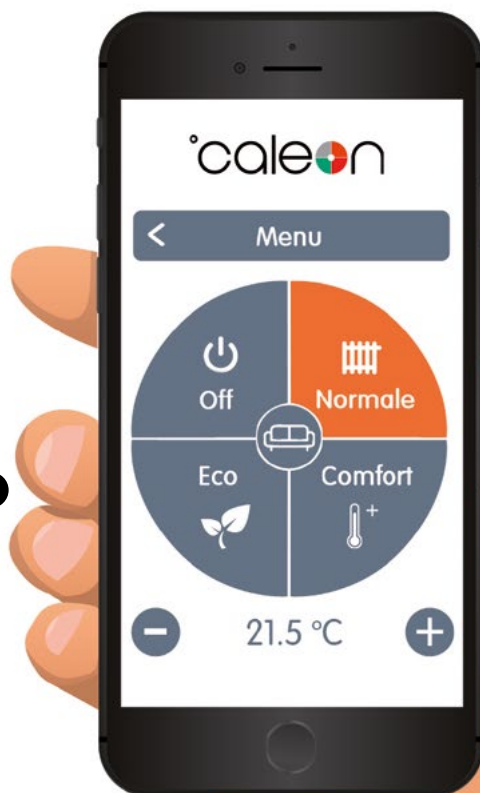 °caleon
< Menu
Off
Normale
Eco
Comfort
- 21.5 °C +